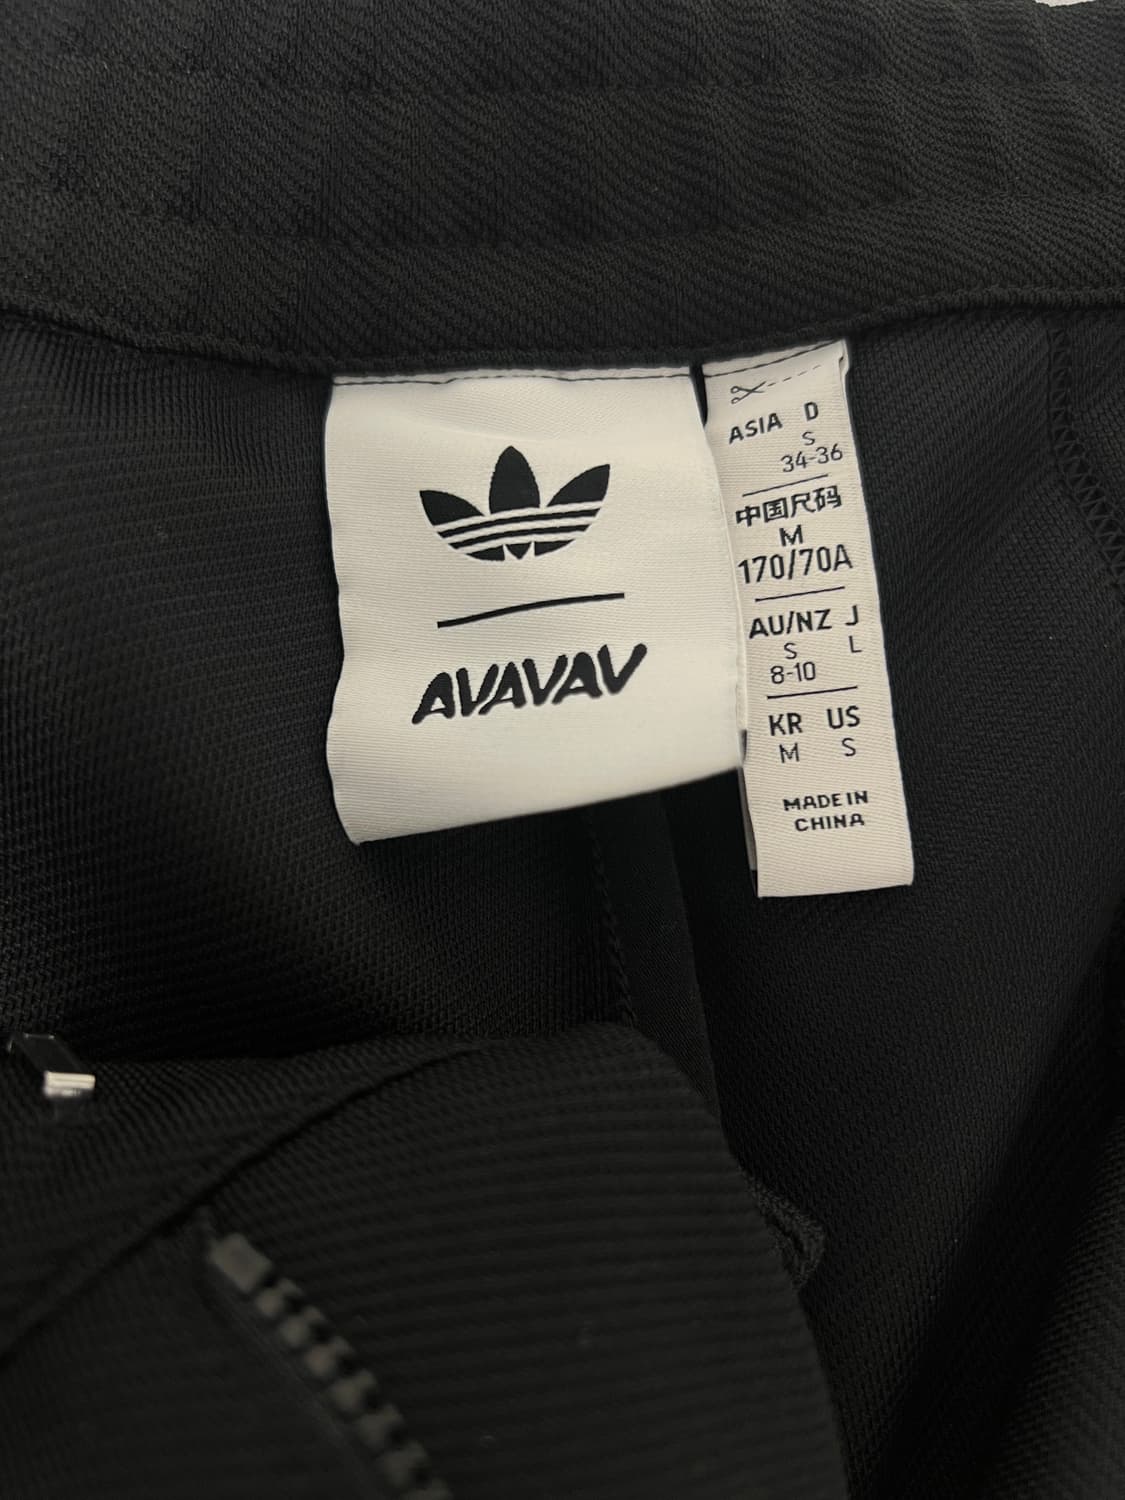 AVAVAV
ASIA D
S
34-36
中国尺码
M
170/70A
AU/NZ J
S L
8-10
KR US
M S
MADE IN
CHINA